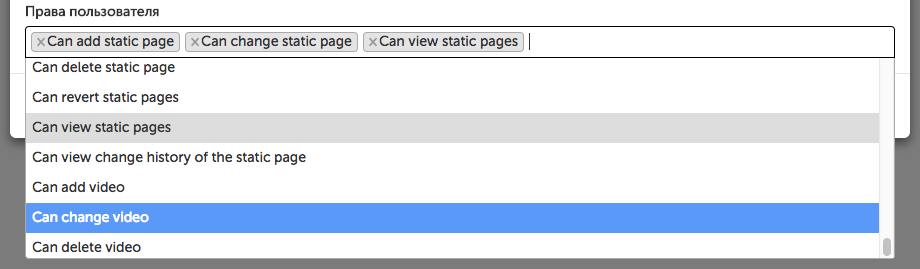 Права пользователя
×Can add static page ×Can change static page ×Can view static pages
Can delete static page
Can revert static pages
Can view static pages
Can view change history of the static page
Can add video
Can change video
Can delete video